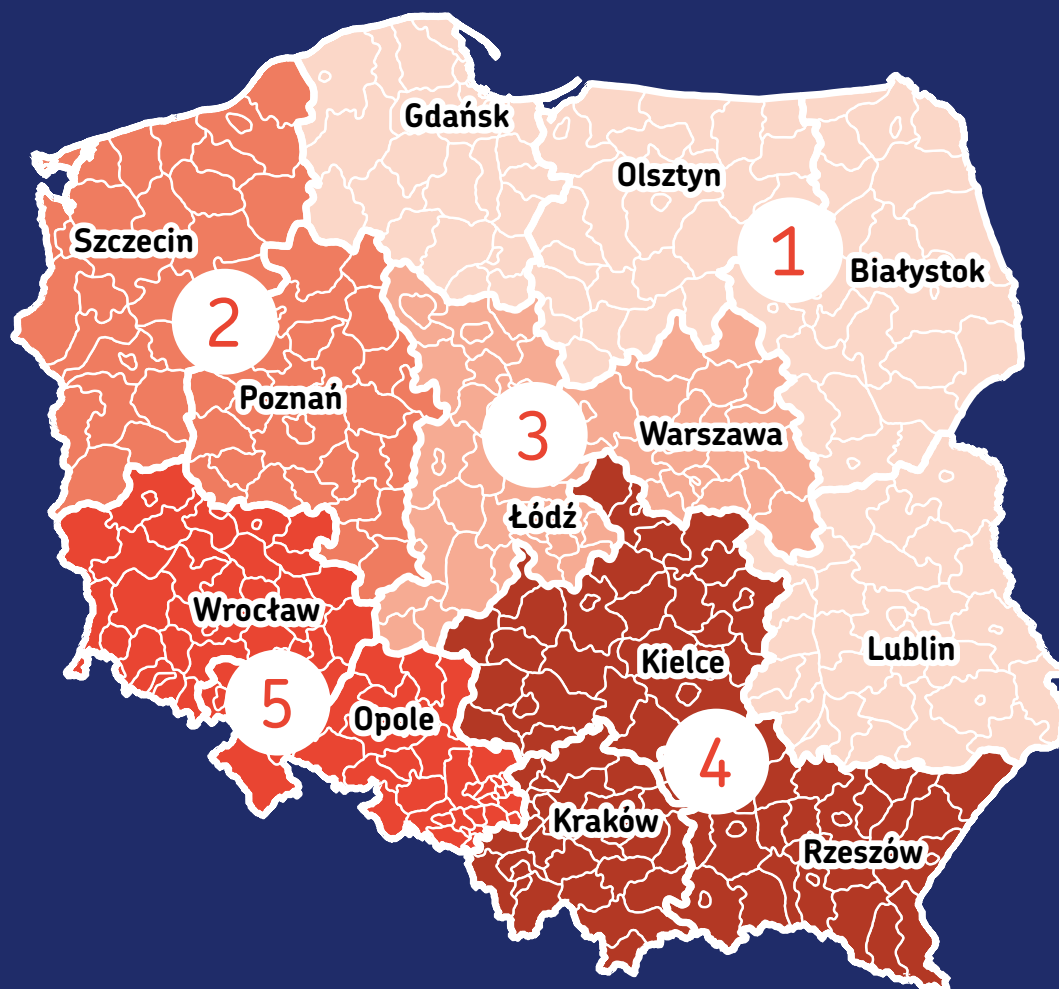 Gdańsk
Olsztyn
Szczecin
1
Białystok
2
Poznań
3
Warszawa
Łódź
Wrocław
Lublin
Kielce
5
Opole
4
Kraków
Rzeszów